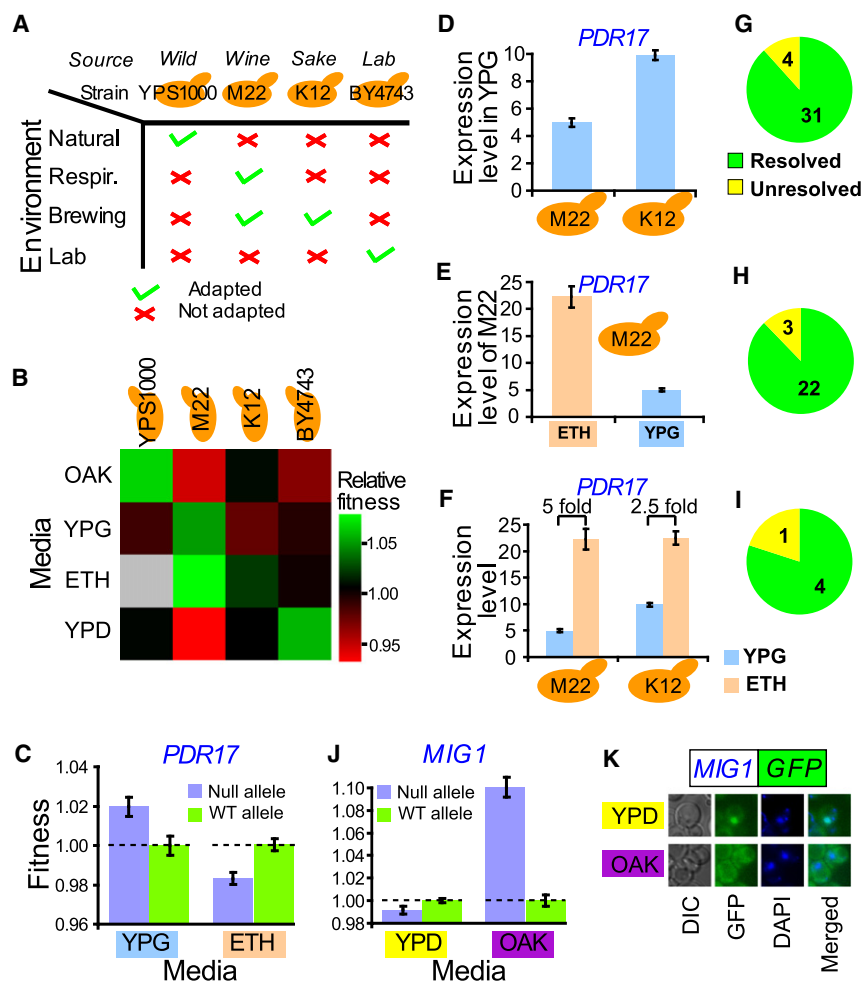 A
Source Wild Wine Sake Lab
Strain YPS1000 M22 K12 BY4743
Environment
Natural
Respir.
Brewing
Lab
Adapted
Not adapted
B
YPS1000 M22 K12 BY4743
Media
OAK
YPG
ETH
YPD
Relative
fitness
1.05
1.00
0.95
C
PDR17
Fitness
1.04
1.02
1.00
0.98
0.96
Null allele
WT allele
YPG ETH
Media
D
PDR17
Expression
level in YPG
10
8
6
4
2
0
M22 K12
E
PDR17
Expression
level of M22
25
20
15
10
5
0
M22
ETH YPG
F
PDR17
5 fold 2.5 fold
Expression
level
25
20
15
10
5
0
M22 K12
YPG
ETH
G
4
31
Resolved
Unresolved
H
3
22
I
1
4
J
MIG1
1.10
1.08
1.06
1.04
1.02
1.00
0.98
Null allele
WT allele
YPD OAK
Media
K
MIG1 GFP
YPD
OAK
DIC GFP DAPI Merged